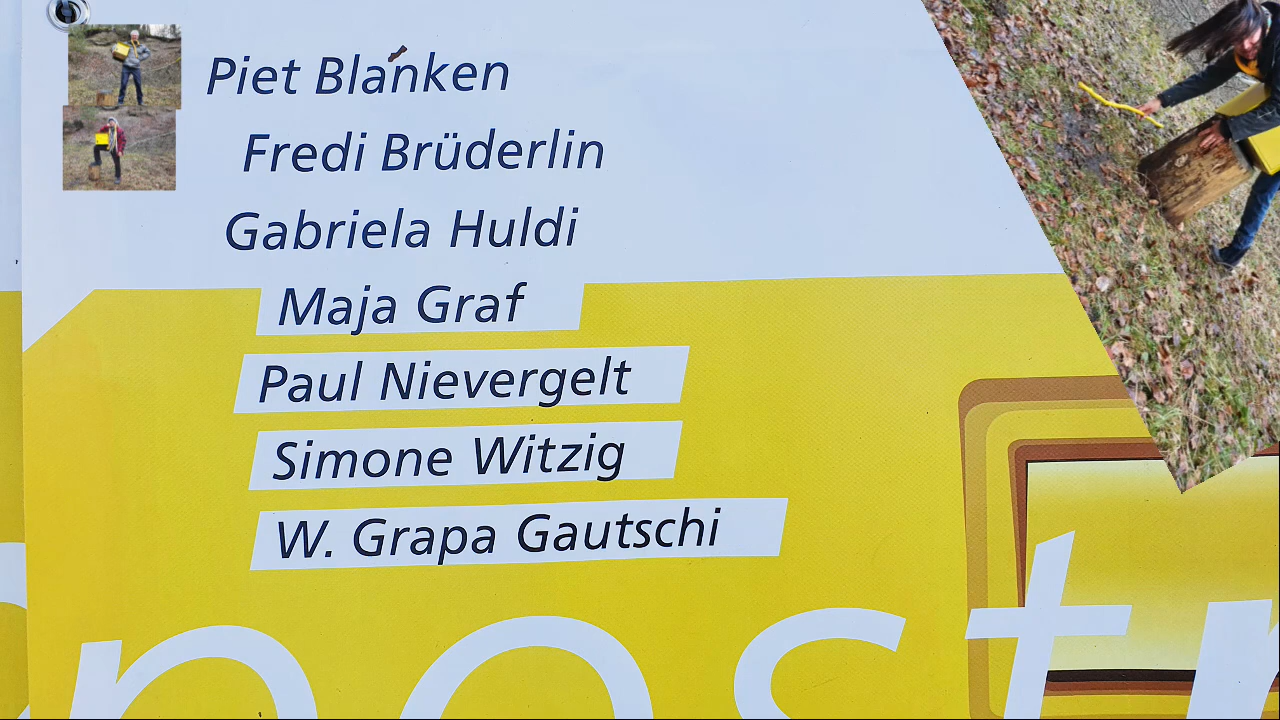 Piet Blanken
Fredi Brüderlin
Gabriela Huldi
Maja Graf
Paul Nievergelt
Simone Witzig
W. Grapa Gautschi